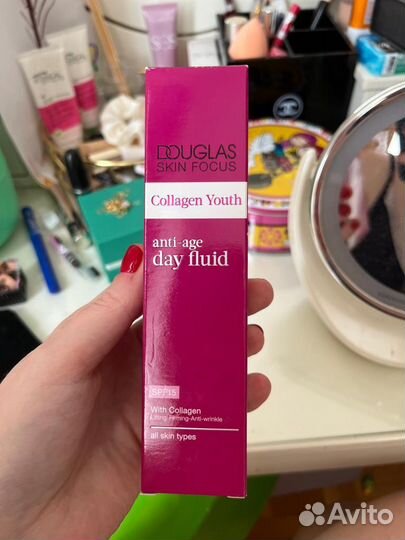 DOUGLAS
SKIN FOCUS
Collagen Youth
anti-age
day fluid
SPF15
With Collagen
Lifting-Firming-Anti-wrinkle
all skin types
Avito